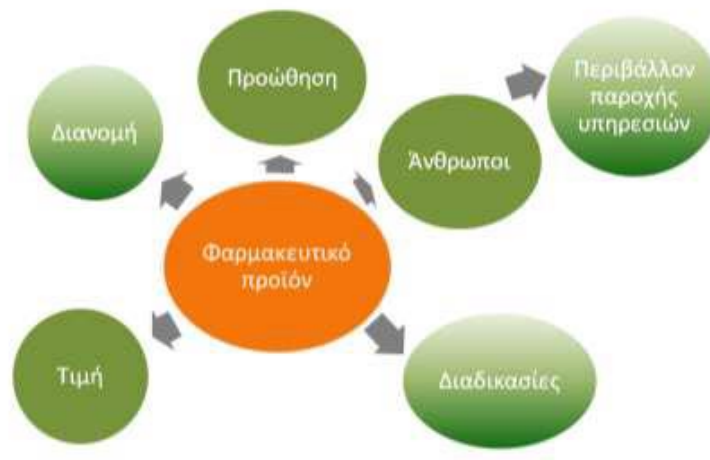 Προώθηση
Περιβάλλον
παροχής
υπηρεσιών
Διανομή
Άνθρωποι
Φαρμακευτικό
προϊόν
Τιμή
Διαδικασίες